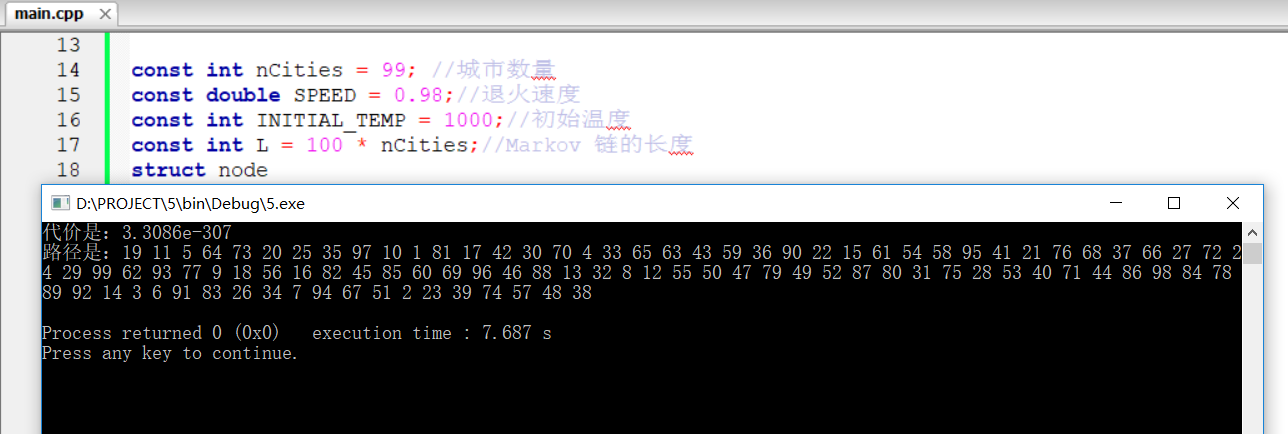 main.cpp
13
14 const int nCities = 99; //城市数量
15 const double SPEED = 0.98;//退火速度
16 const int INITIAL_TEMP = 1000;//初始温度
17 const int L = 100 * nCities;//Markov 链的长度
18 struct node
D:\PROJECT\5\bin\Debug\5.exe
代价是: 3.3086e-307
路径是: 19 11 5 64 73 20 25 35 97 10 1 81 17 42 30 70 4 33 65 63 43 59 36 90 22 15 61 54 58 95 41 21 76 68 37 66 27 72 2
4 29 99 62 93 77 9 18 56 16 82 45 85 60 69 96 46 88 13 32 8 12 55 50 47 79 49 52 87 80 31 75 28 53 40 71 44 86 98 84 78
89 92 14 3 6 91 83 26 34 7 94 67 51 2 23 39 74 57 48 38
Process returned 0 (0x0)   execution time : 7.687 s
Press any key to continue.